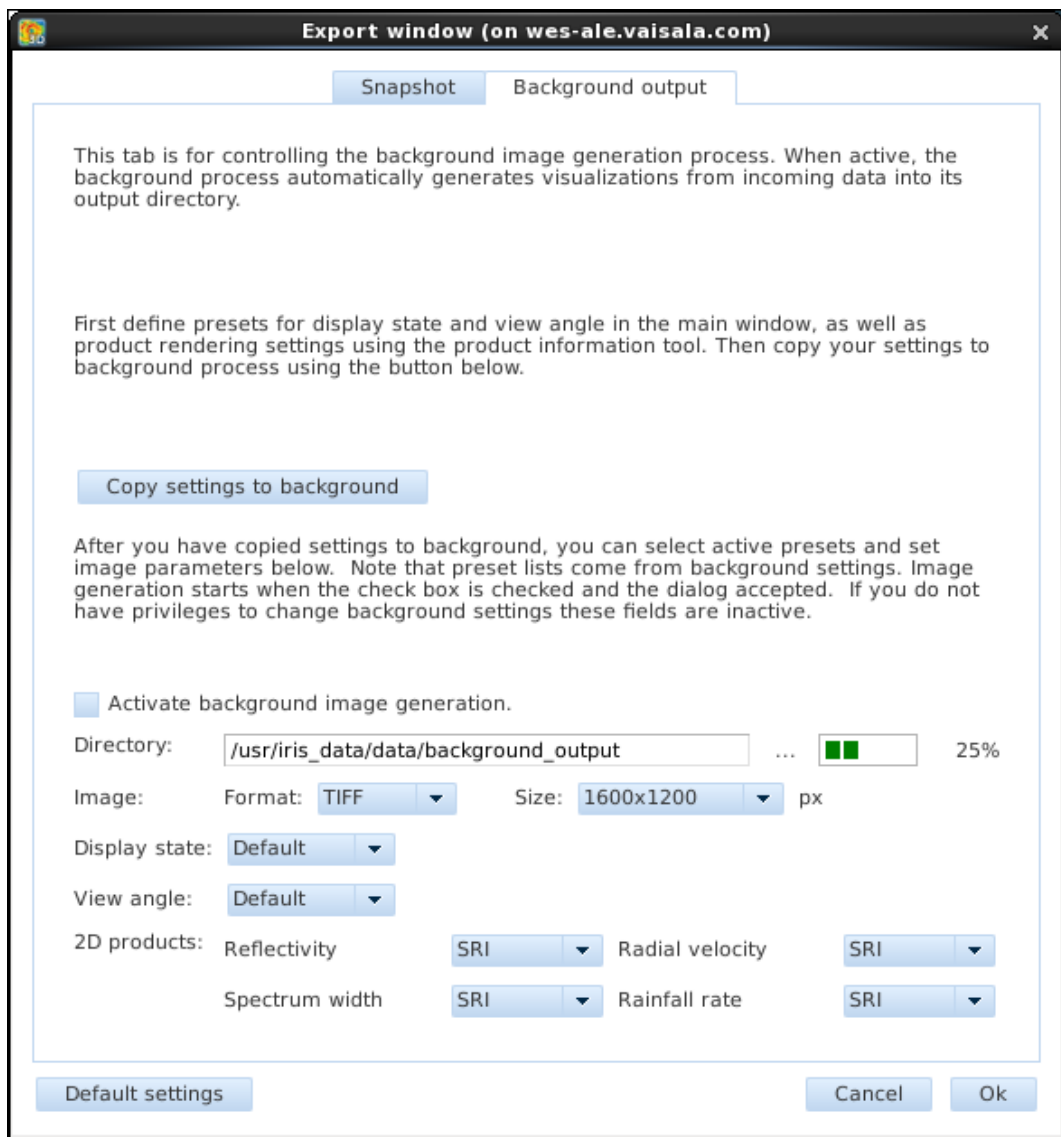 Export window (on wes-ale.vaisala.com)
Snapshot Background output
This tab is for controlling the background image generation process. When active, the
background process automatically generates visualizations from incoming data into its
output directory.
First define presets for display state and view angle in the main window, as well as
product rendering settings using the product information tool. Then copy your settings to
background process using the button below.
Copy settings to background
After you have copied settings to background, you can select active presets and set
image parameters below.  Note that preset lists come from background settings. Image
generation starts when the check box is checked and the dialog accepted.  If you do not
have privileges to change background settings these fields are inactive.
Activate background image generation.
Directory: /usr/iris_data/data/background_output ... 25%
Image: Format: TIFF Size: 1600x1200 px
Display state: Default
View angle: Default
2D products: Reflectivity SRI Radial velocity SRI
Spectrum width SRI Rainfall rate SRI
Default settings Cancel Ok